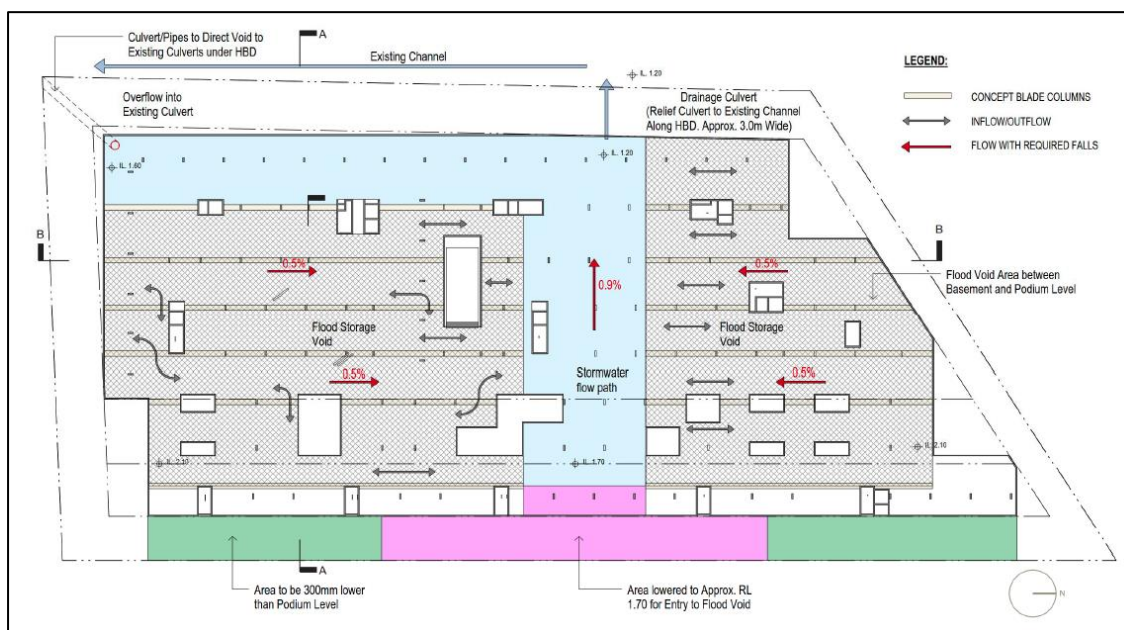 Culvert/Pipes to Direct Void to
Existing Culverts under HBD
A
Existing Channel
IL. 1.20
LEGEND:
CONCEPT BLADE COLUMNS
INFLOW/OUTFLOW
FLOW WITH REQUIRED FALLS
Overflow into
Existing Culvert
Drainage Culvert
(Relief Culvert to Existing Channel
Along HBD. Approx. 3.0m Wide)
IL. 1.60
IL. 1.20
B
B
0.5%
0.9%
0.5%
Flood Void Area between
Basement and Podium Level
Flood Storage
Void
Flood Storage
Void
0.5%
Stormwater
flow path
0.5%
IL. 2.10
IL. 1.70
IL. 2.10
A
Area to be 300mm lower
than Podium Level
Area lowered to Approx. RL
1.70 for Entry to Flood Void
N